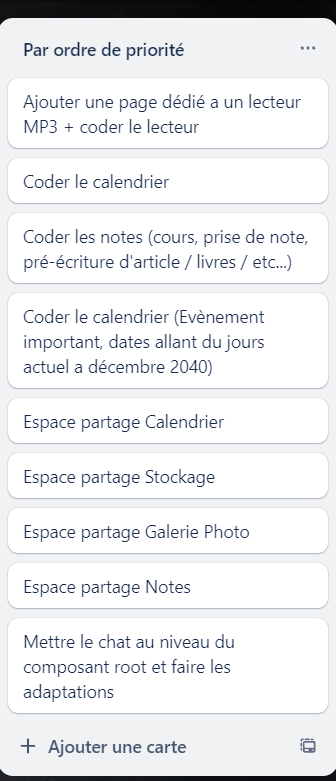 Par ordre de priorité
Ajouter une page dédié a un lecteur
MP3 + coder le lecteur
Coder le calendrier
Coder les notes (cours, prise de note,
pré-écriture d'article / livres / etc...)
Coder le calendrier (Evènement
important, dates allant du jours
actuel a décembre 2040)
Espace partage Calendrier
Espace partage Stockage
Espace partage Galerie Photo
Espace partage Notes
Mettre le chat au niveau du
composant root et faire les
adaptations
Ajouter une carte